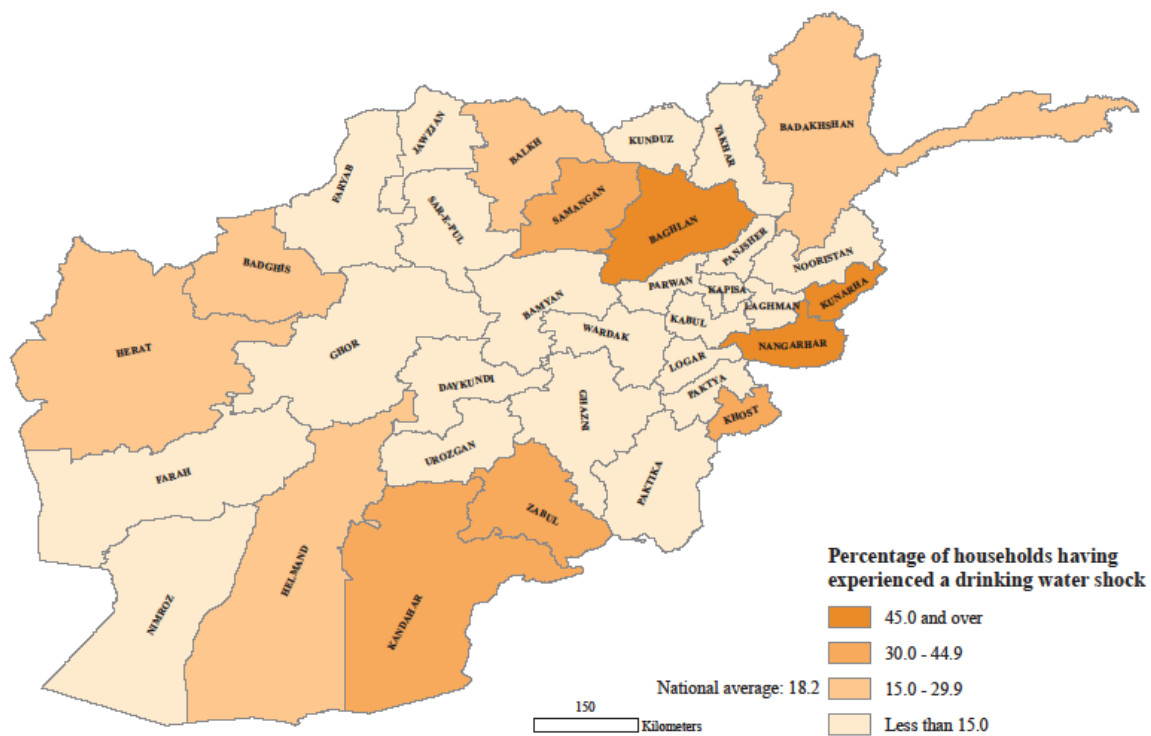 BADAKHSHAN
JAWZJAN
BALKH
KUNDUZ
TAKHAR
FARYAB
SAMANGAN
SAR-E-PUL
BAGHLAN
PANJSHER
NOORISTAN
BADGHIS
PARWAN
KAPISA
KUNARHA
LAGHMAN
BAMYAN
KABUL
WARDAK
NANGARHAR
HERAT
GHOR
LOGAR
DAYKUNDI
PAKTYA
GHAZNI
KHOST
UROZGAN
FARAH
PAKTIKA
ZABUL
HELMAND
NIMROZ
KANDAHAR
Percentage of households having
experienced a drinking water shock
45.0 and over
30.0 - 44.9
National average: 18.2
15.0 - 29.9
150
Kilometers
Less than 15.0